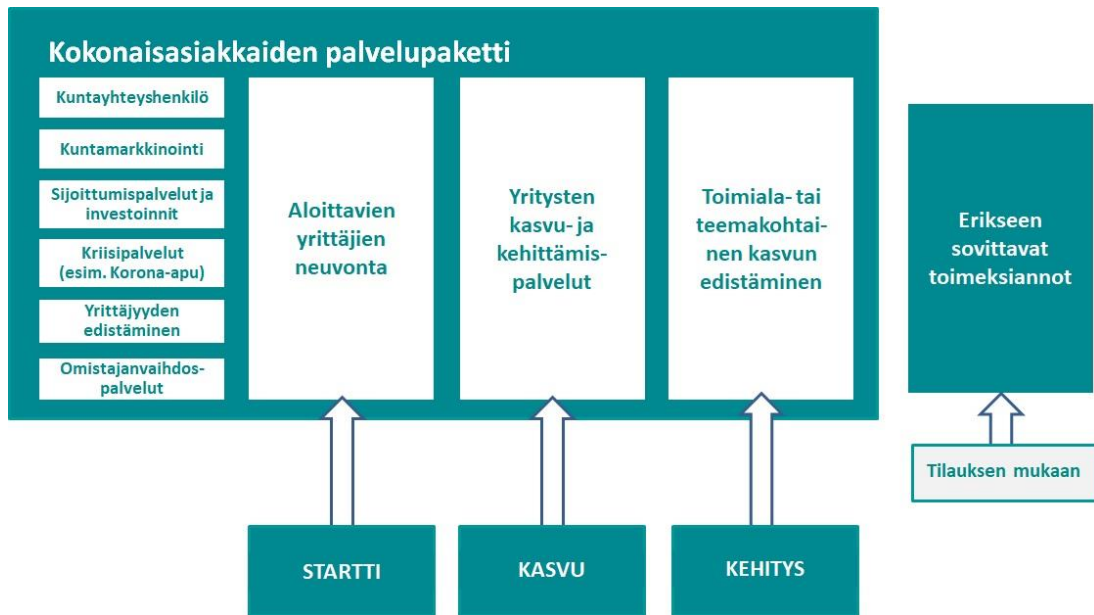 Kokonaisasiakkaiden palvelupaketti
Kuntayhteyshenkilö
Kuntamarkkinointi
Sijoittumispalvelut ja
investoinnit
Kriisipalvelut
(esim. Korona-apu)
Yrittäjyyden
edistäminen
Omistajanvaihdos-
palvelut
Aloittavien
yrittäjien
neuvonta
Yritysten
kasvu- ja
kehittämis-
palvelut
Toimiala- tai
teemakohtai-
nen kasvun
edistäminen
Erikseen
sovittavat
toimeksiannot
Tilauksen mukaan
STARTTI
KASVU
KEHITYS